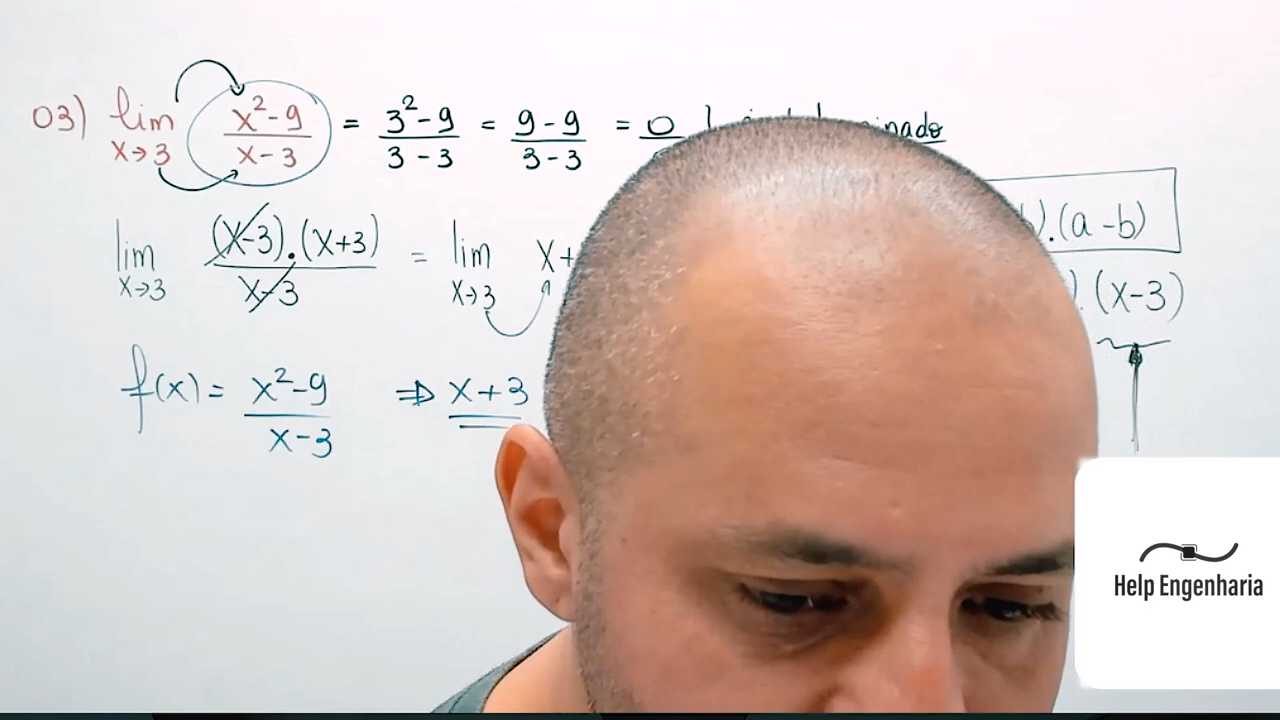 03) lim x→3 x²-9 / x-3 = 3²-9 / 3-3 = 9-9 / 3-3 = 0
). (a-b)
lim x→3 (x-3).(x+3) / x-3 = lim x→3 x+
(x-3)
f(x) = x²-9 / x-3 ⇒ x+3
Help Engenharia